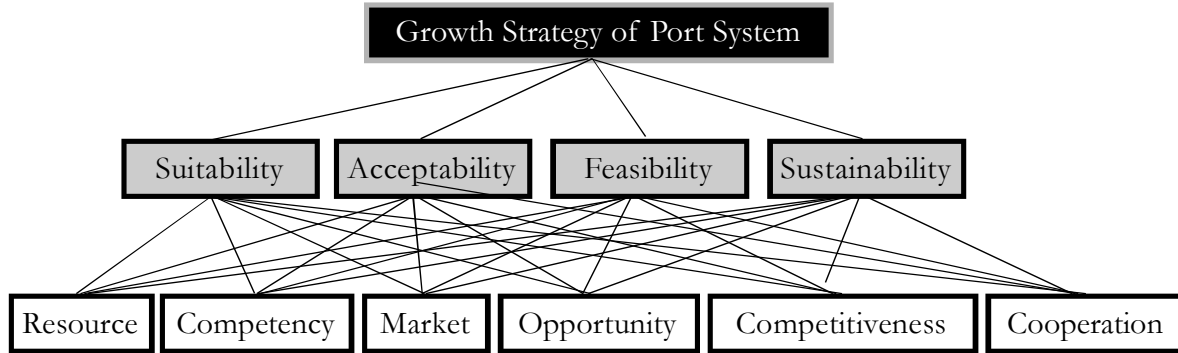 Growth Strategy of Port System
Suitability
Acceptability
Feasibility
Sustainability
Resource
Competency
Market
Opportunity
Competitiveness
Cooperation